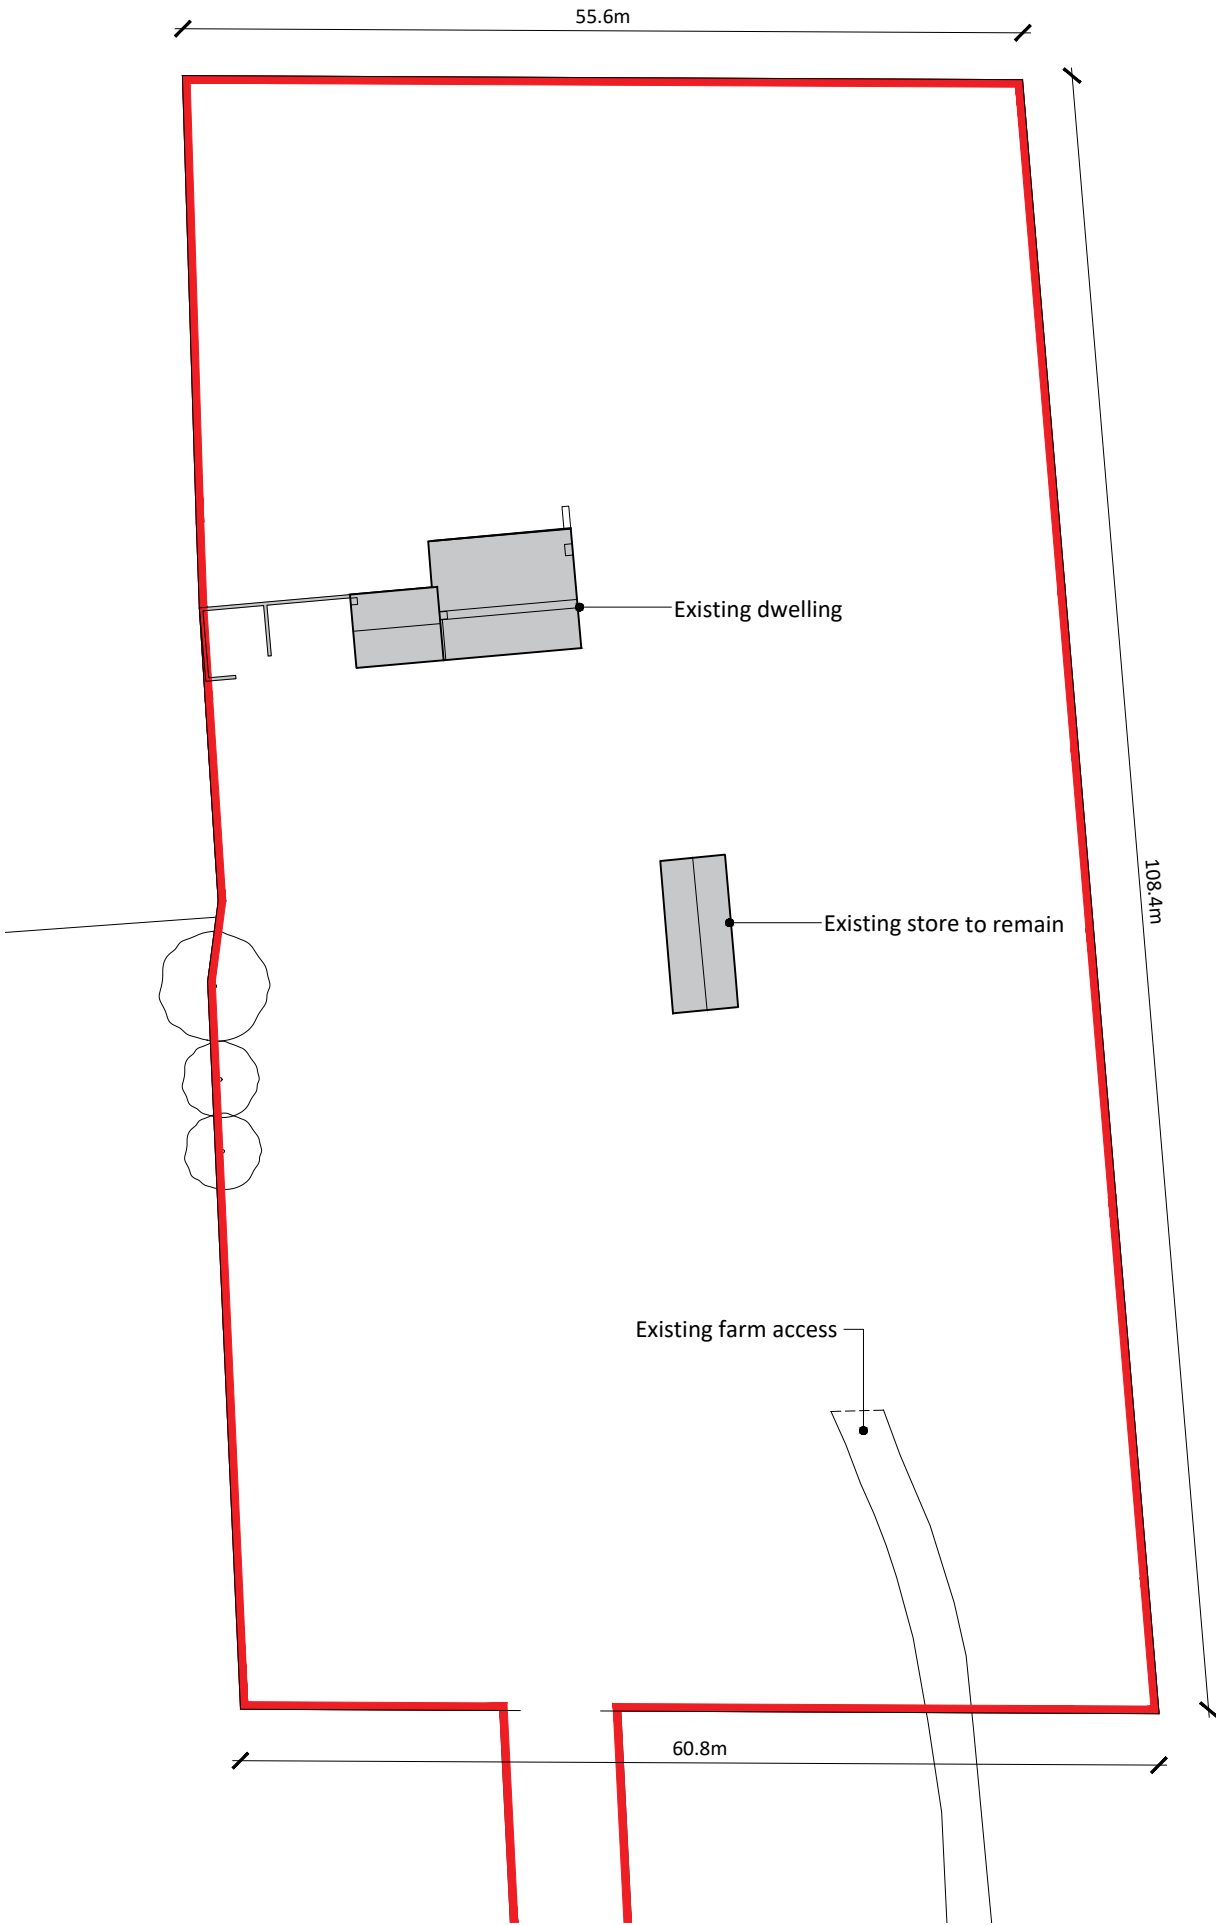 55.6m
Existing dwelling
108.4m
Existing store to remain
Existing farm access
60.8m